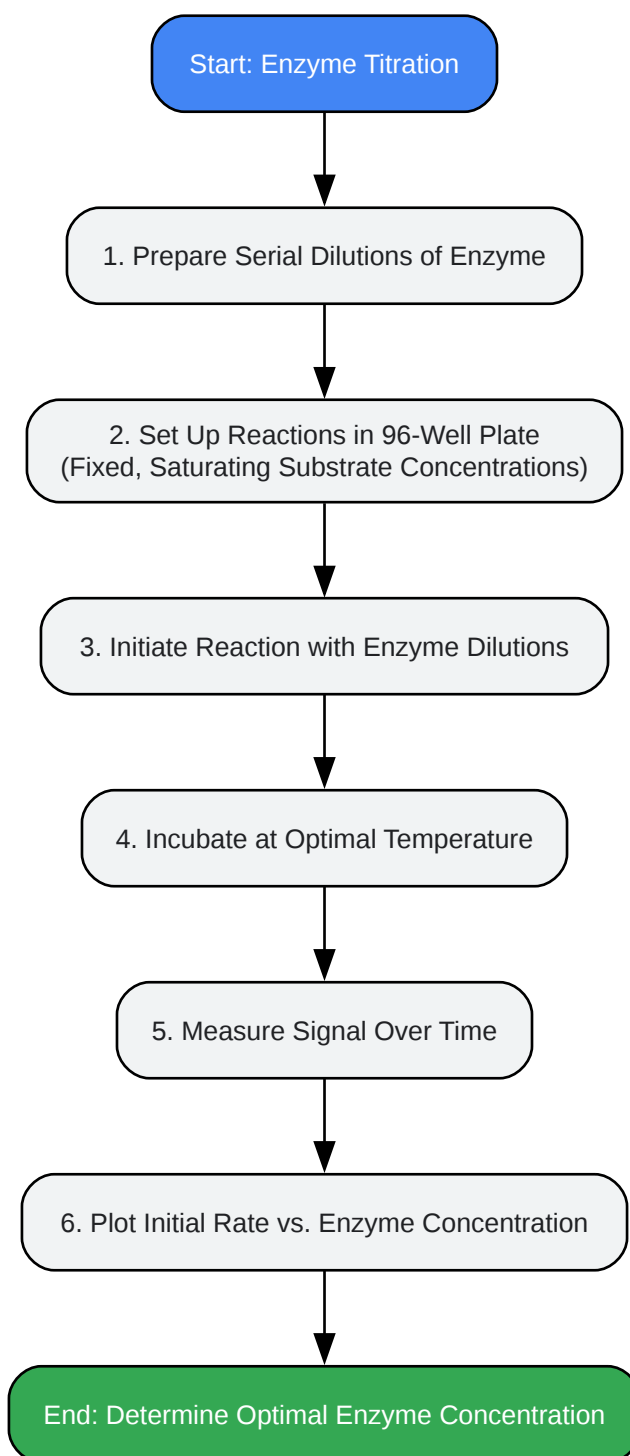 Start: Enzyme Titration
1. Prepare Serial Dilutions of Enzyme
2. Set Up Reactions in 96-Well Plate
(Fixed, Saturating Substrate Concentrations)
3. Initiate Reaction with Enzyme Dilutions
4. Incubate at Optimal Temperature
5. Measure Signal Over Time
6. Plot Initial Rate vs. Enzyme Concentration
End: Determine Optimal Enzyme Concentration